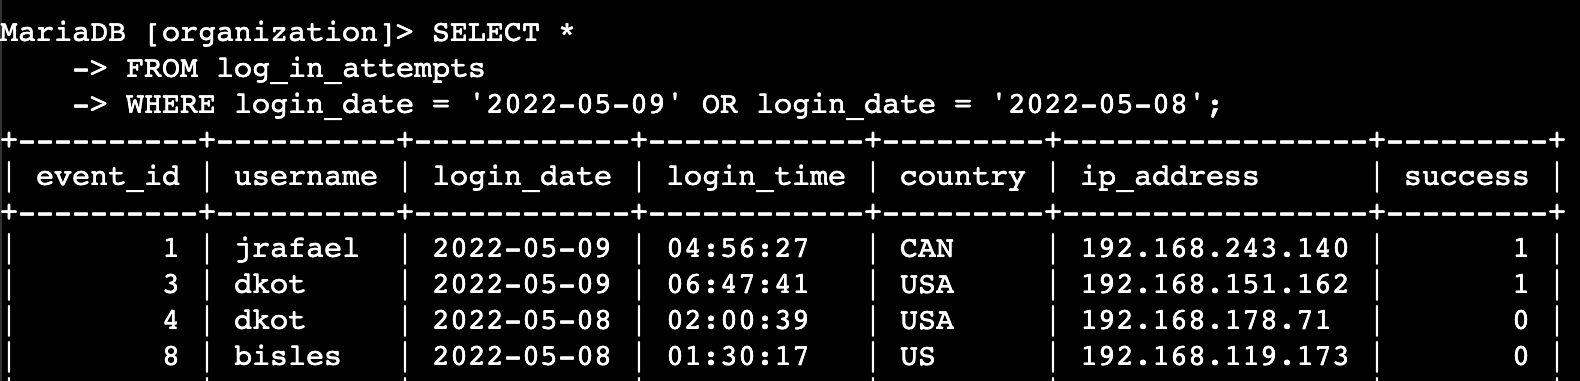 MariaDB [organization]> SELECT *
    -> FROM log_in_attempts
    -> WHERE login_date = '2022-05-09' OR login_date = '2022-05-08';
+----------+----------+------------+------------+---------+-----------------+---------+
| event_id | username | login_date | login_time | country | ip_address      | success |
+----------+----------+------------+------------+---------+-----------------+---------+
|        1 | jrafael  | 2022-05-09 | 04:56:27   | CAN     | 192.168.243.140 |       1 |
|        3 | dkot     | 2022-05-09 | 06:47:41   | USA     | 192.168.151.162 |       1 |
|        4 | dkot     | 2022-05-08 | 02:00:39   | USA     | 192.168.178.71  |       0 |
|        8 | bisles   | 2022-05-08 | 01:30:17   | US      | 192.168.119.173 |       0 |